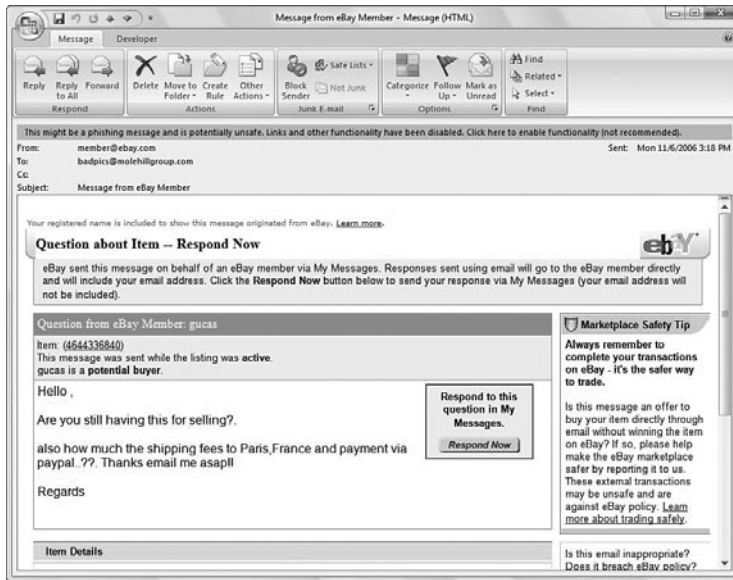 Message from eBay Member - Message (HTML)
Message Developer
Reply Reply to All Forward
Respond
Delete Move to Folder Create Rule Other Actions
Actions
Block Sender Safe Lists Not Junk
Junk E-mail
Categorize Follow Up Mark as Unread
Options
Find
Related
Select
Find
This might be a phishing message and is potentially unsafe. Links and other functionality have been disabled. Click here to enable functionality (not recommended).
From: member@ebay.com Sent: Mon 11/6/2006 3:18 PM
To: badpics@molehillgroup.com
Cc:
Subject: Message from eBay Member
Your registered name is included to show this message originated from eBay. Learn more.
Question about Item -- Respond Now
ebY
eBay sent this message on behalf of an eBay member via My Messages. Responses sent using email will go
to the eBay member directly
and will include your email address. Click the Respond Now button below to send your response via My Messages (your email address will
not be included).
Question from eBay Member: gucas
Item: (4644336840)
This message was sent while the listing was active.
gucas is a potential buyer.
Hello ,
Are you still having this for selling?.
also how much the shipping fees to Paris,France and payment via
paypal..??. Thanks email me asap!!
Regards
Respond to this
question in My
Messages.
Respond Now
Marketplace Safety Tip
Always remember to
complete your transactions
on eBay - it's the safer way
to trade.
Is this message an offer to
buy your item directly through
email without winning the item
on eBay? If so, please help
make the eBay marketplace
safer by reporting it to us.
These external transactions
may be unsafe and are
against eBay policy. Learn
more about trading safely.
Item Details
Is this email inappropriate?
Does it breach eBay policy?